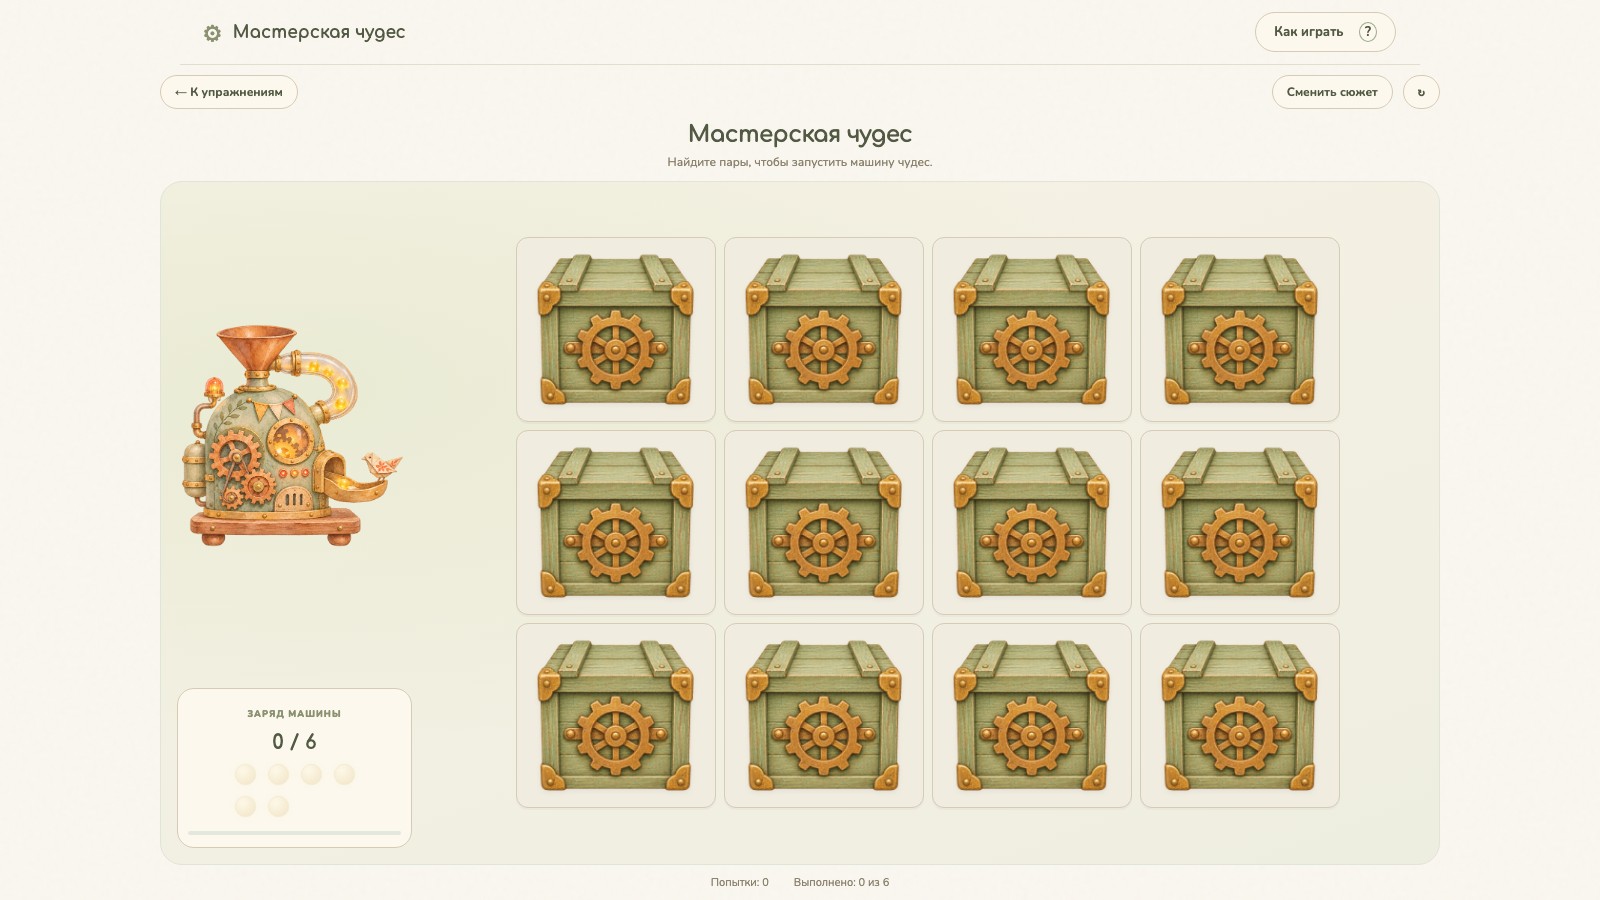 Мастерская чудес
Как играть ?
← К упражнениям
Сменить сюжет ↻
Мастерская чудес
Найдите пары, чтобы запустить машину чудес.
ЗАРЯД МАШИНЫ
0 / 6
Попытки: 0 Выполнено: 0 из 6